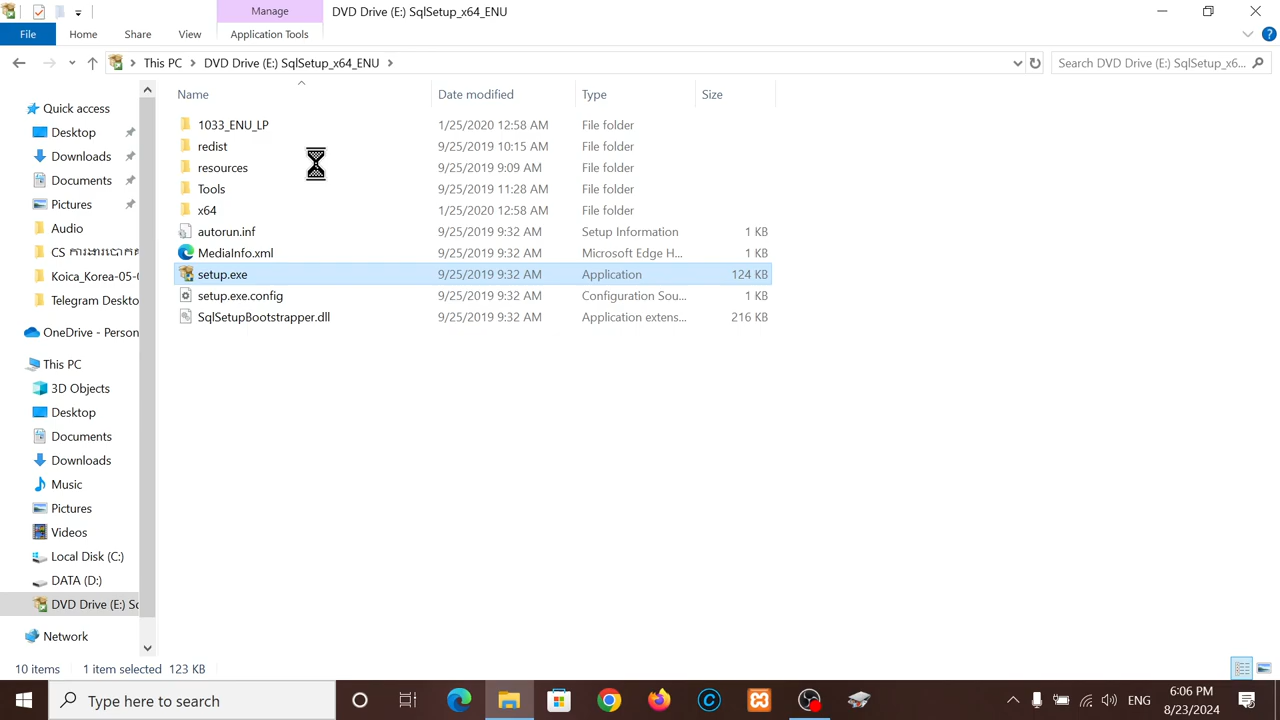 Manage
DVD Drive (E:) SqlSetup_x64_ENU
File
Home
Share
View
Application Tools
This PC
DVD Drive (E:) SqlSetup_x64_ENU
Search DVD Drive (E:) SqlSetup_x6...
Name
Date modified
Type
Size
Quick access
Desktop
Downloads
Documents
Pictures
Audio
CS ការងារបោកគ
Koica_Korea-05-0
Telegram Deskto
OneDrive - Person
This PC
3D Objects
Desktop
Documents
Downloads
Music
Pictures
Videos
Local Disk (C:)
DATA (D:)
DVD Drive (E:) Sq
Network
1033_ENU_LP 1/25/2020 12:58 AM File folder
redist 9/25/2019 10:15 AM File folder
resources 9/25/2019 9:09 AM File folder
Tools 9/25/2019 11:28 AM File folder
x64 1/25/2020 12:58 AM File folder
autorun.inf 9/25/2019 9:32 AM Setup Information 1 KB
MediaInfo.xml 9/25/2019 9:32 AM Microsoft Edge H... 1 KB
setup.exe 9/25/2019 9:32 AM Application 124 KB
setup.exe.config 9/25/2019 9:32 AM Configuration Sou... 1 KB
SqlSetupBootstrapper.dll 9/25/2019 9:32 AM Application extens... 216 KB
10 items 1 item selected 123 KB
Type here to search
ENG
6:06 PM
8/23/2024